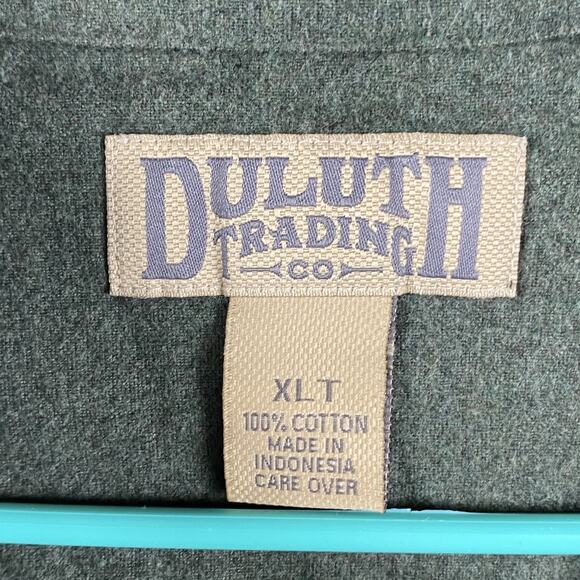 DULUTH
TRADING
CO
XLT
100% COTTON
MADE IN
INDONESIA
CARE OVER